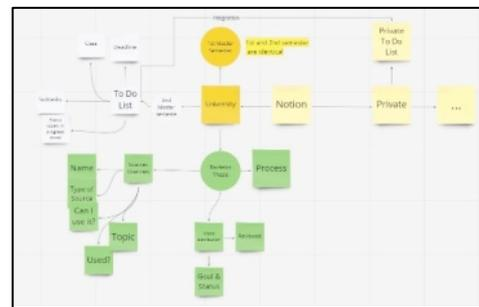 Integration
Class
Deadline
1st Master
Semester
1st and 2nd semester
are identical
Private
To Do
List
To Do
List
2nd
Master
semester
University
Notion
Private
...
Name
Type of
Source
Can I
use it?
Used?
Topic
Bachelor
Thesis
Process
Goal &
Status